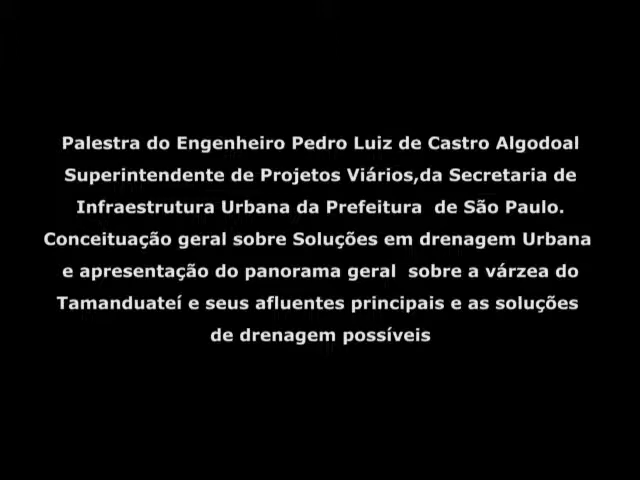 Palestra do Engenheiro Pedro Luiz de Castro Algodoal
Superintendente de Projetos Viários,da Secretaria de
Infraestrutura Urbana da Prefeitura de São Paulo.
Conceituação geral sobre Soluções em drenagem Urbana
e apresentação do panorama geral sobre a várzea do
Tamanduateí e seus afluentes principais e as soluções
de drenagem possíveis